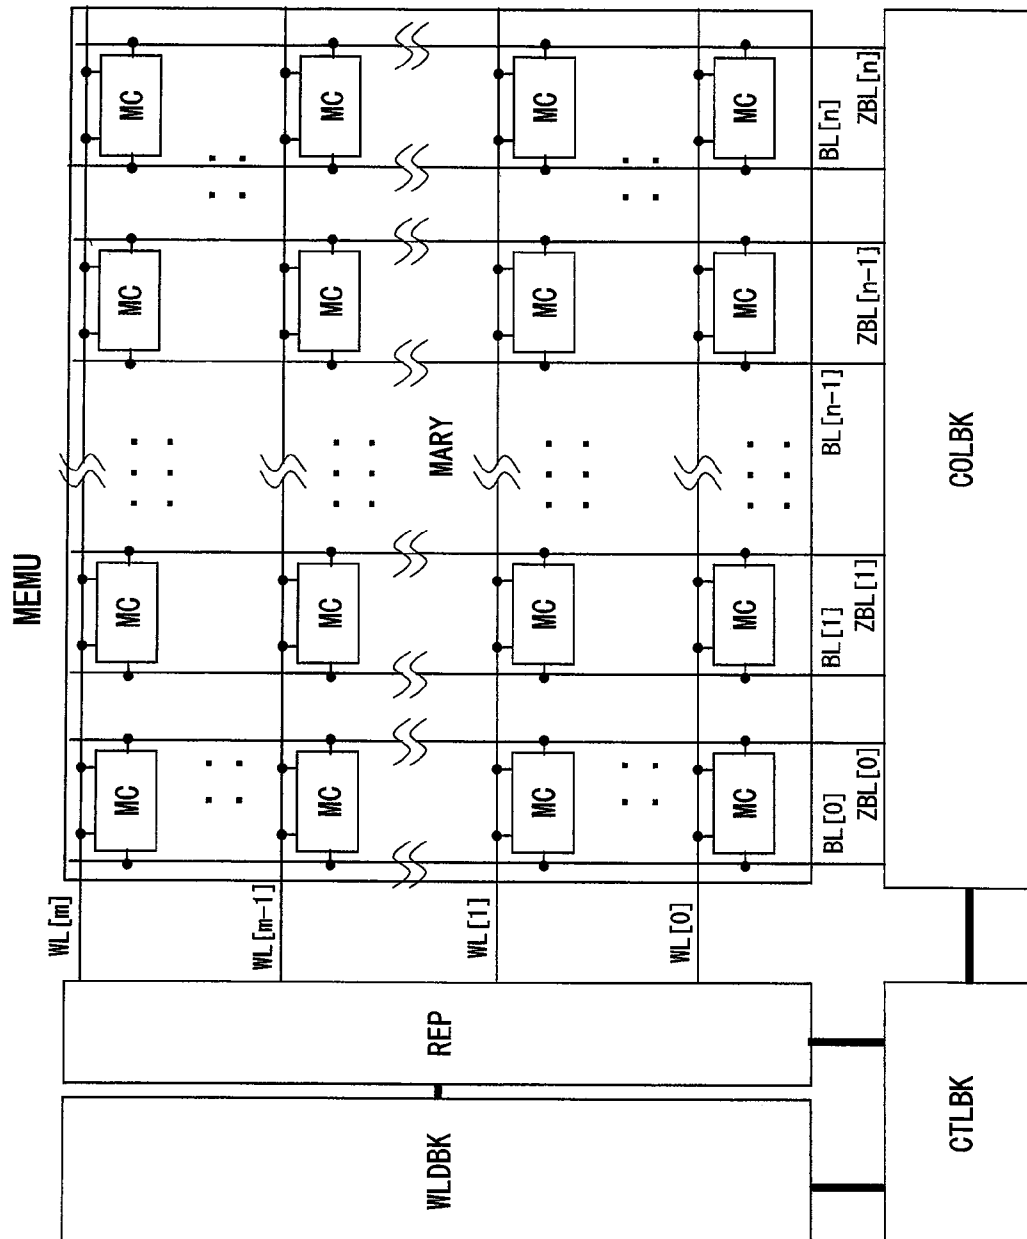 MEMU
WL[m]
MC MC MC MC
WL[m-1]
MC MC MC MC
WLDBK REP MARY
WL[1]
MC MC MC MC
WL[0]
MC MC MC MC
BL[0] BL[1] BL[n-1] BL[n]
ZBL[0] ZBL[1] ZBL[n-1] ZBL[n]
CTLBK COLBK